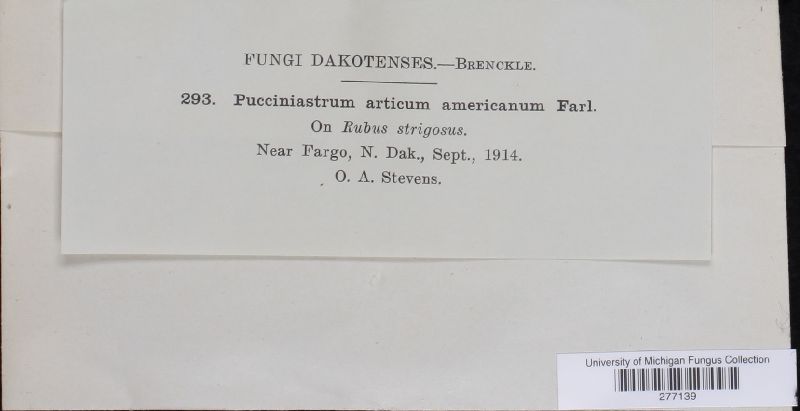 FUNGI DAKOTENSES.—BRENCKLE.
293. Pucciniastrum articum americanum Farl.
On Rubus strigosus.
Near Fargo, N. Dak., Sept., 1914.
O. A. Stevens.
University of Michigan Fungus Collection
277139